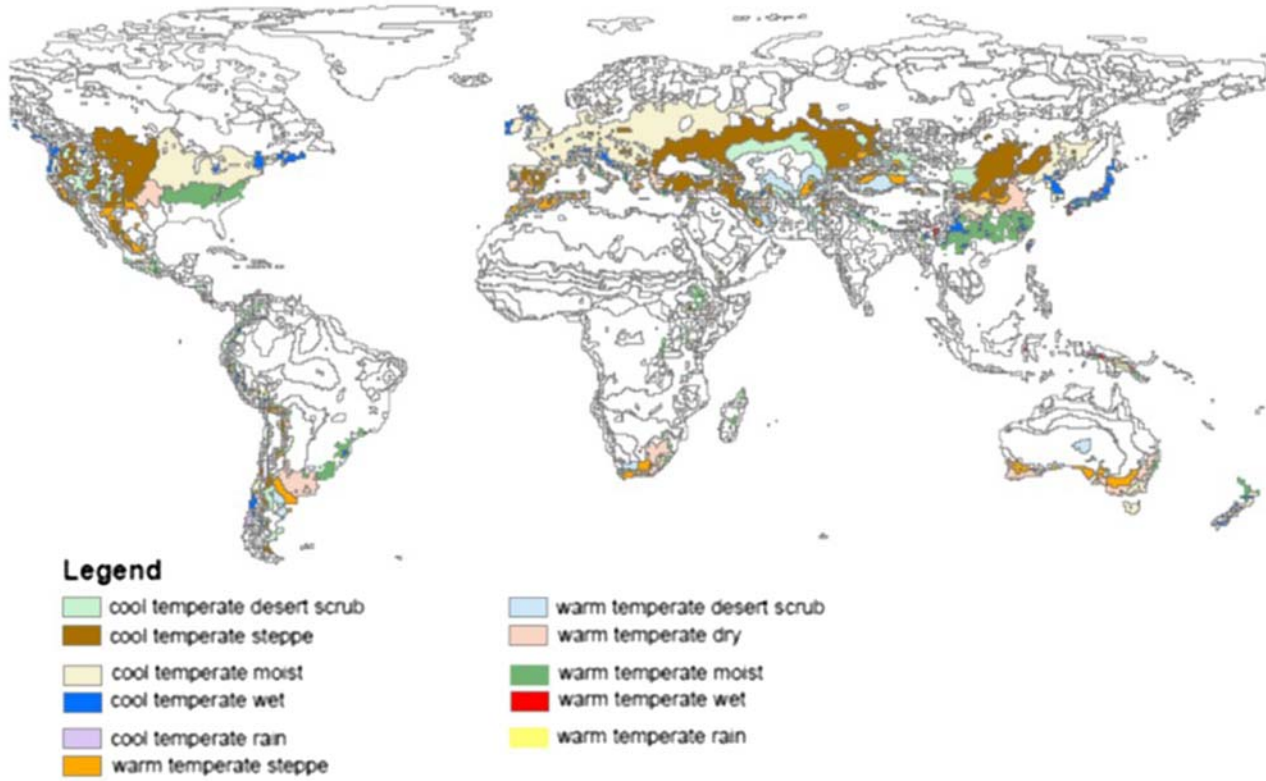 Legend
cool temperate desert scrub
cool temperate steppe
cool temperate moist
cool temperate wet
cool temperate rain
warm temperate steppe
warm temperate desert scrub
warm temperate dry
warm temperate moist
warm temperate wet
warm temperate rain